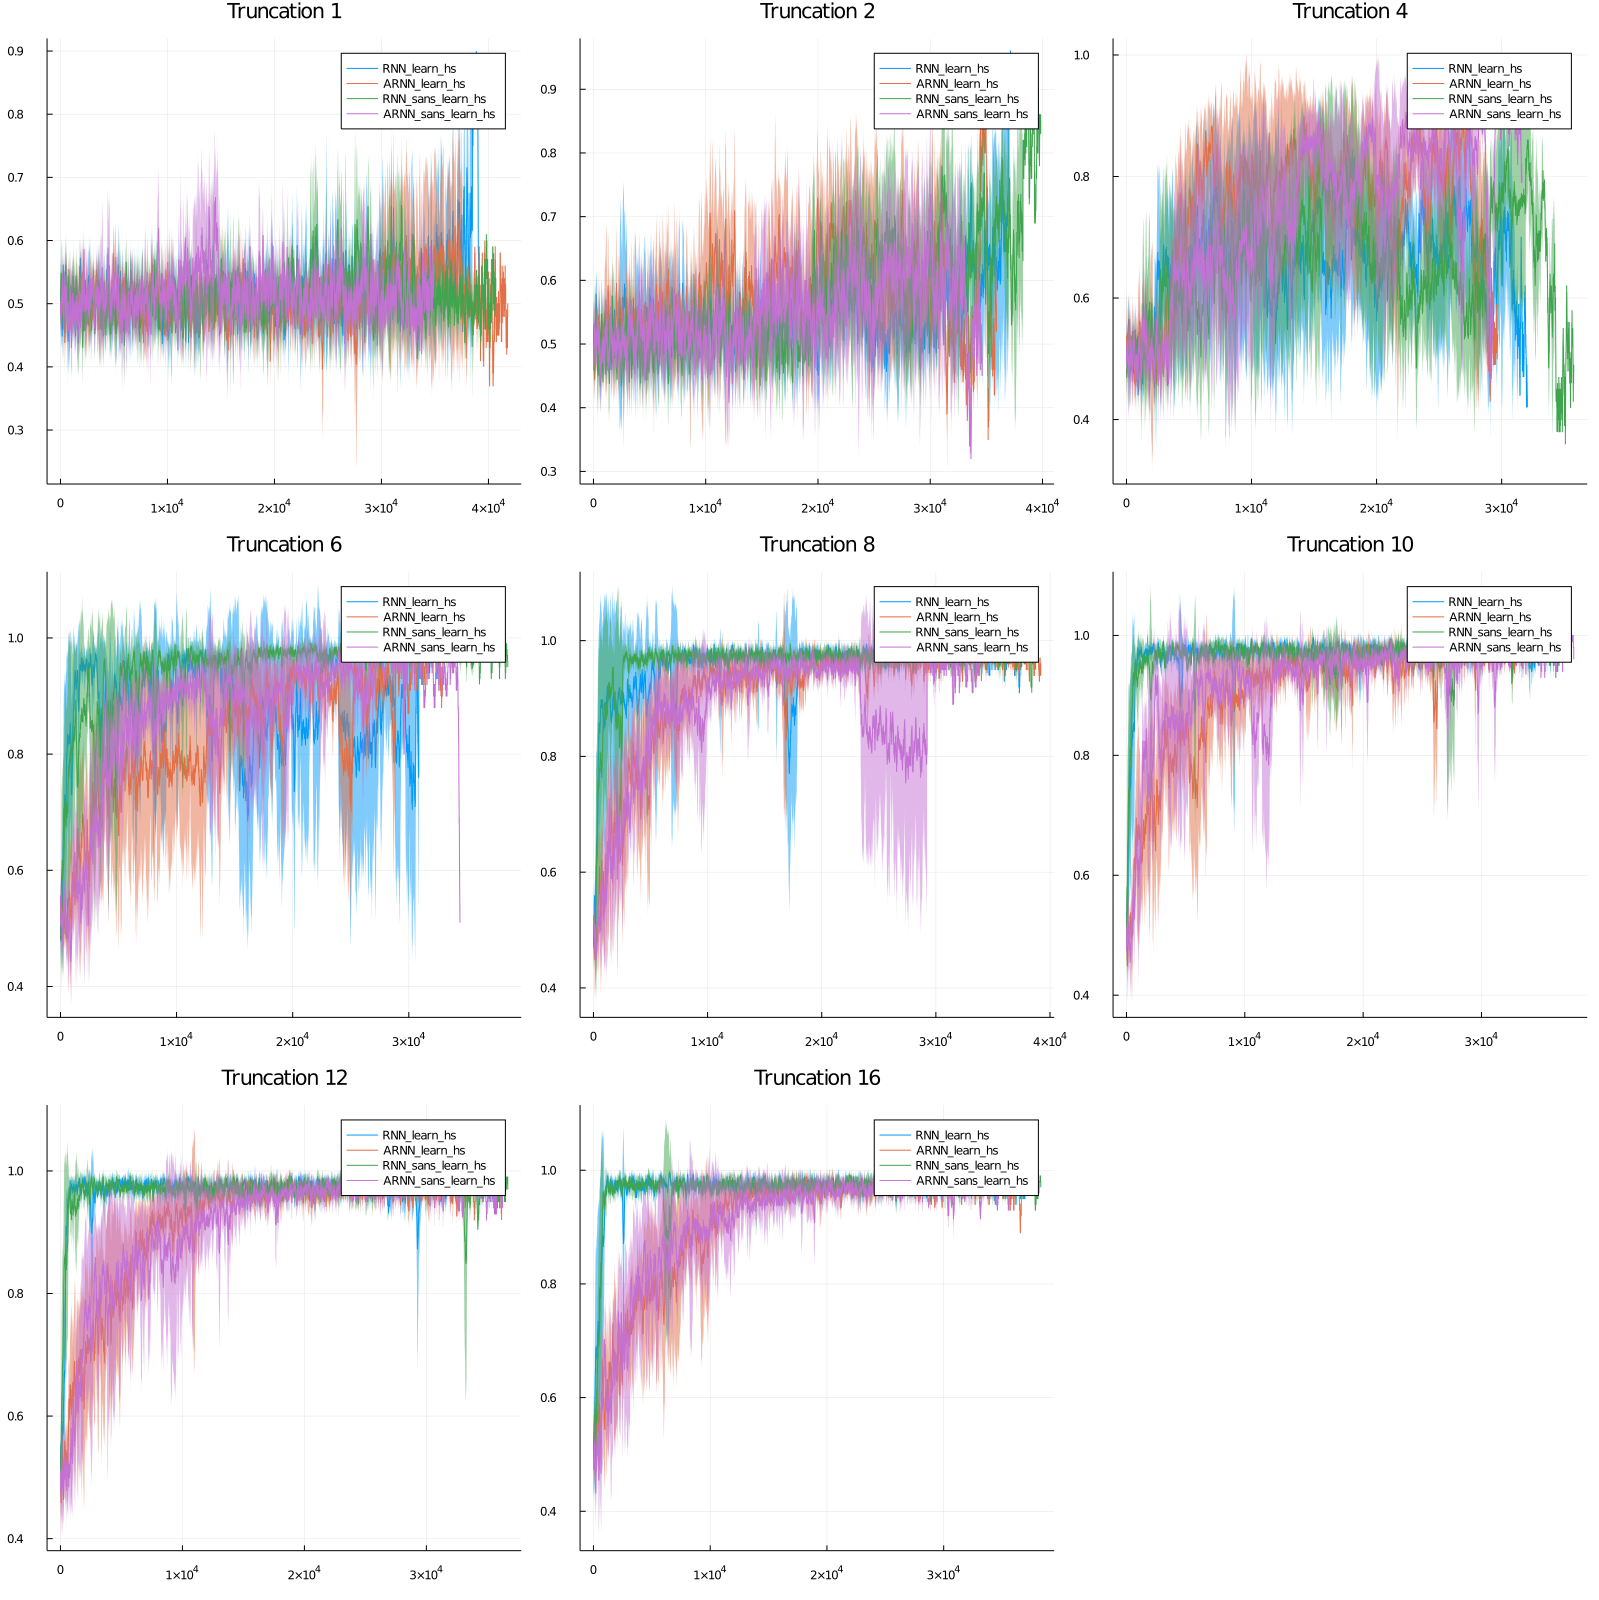 Truncation 1
0.9
0.8
0.7
0.6
0.5
0.4
0.3
0
1×10⁴
2×10⁴
3×10⁴
4×10⁴
RNN_learn_hs
ARNN_learn_hs
RNN_sans_learn_hs
ARNN_sans_learn_hs
Truncation 2
0.9
0.8
0.7
0.6
0.5
0.4
0.3
0
1×10⁴
2×10⁴
3×10⁴
4×10⁴
RNN_learn_hs
ARNN_learn_hs
RNN_sans_learn_hs
ARNN_sans_learn_hs
Truncation 4
1.0
0.8
0.6
0.4
0
1×10⁴
2×10⁴
3×10⁴
RNN_learn_hs
ARNN_learn_hs
RNN_sans_learn_hs
ARNN_sans_learn_hs
Truncation 6
1.0
0.8
0.6
0.4
0
1×10⁴
2×10⁴
3×10⁴
RNN_learn_hs
ARNN_learn_hs
RNN_sans_learn_hs
ARNN_sans_learn_hs
Truncation 8
1.0
0.8
0.6
0.4
0
1×10⁴
2×10⁴
3×10⁴
4×10⁴
RNN_learn_hs
ARNN_learn_hs
RNN_sans_learn_hs
ARNN_sans_learn_hs
Truncation 10
1.0
0.8
0.6
0.4
0
1×10⁴
2×10⁴
3×10⁴
RNN_learn_hs
ARNN_learn_hs
RNN_sans_learn_hs
ARNN_sans_learn_hs
Truncation 12
1.0
0.8
0.6
0.4
0
1×10⁴
2×10⁴
3×10⁴
RNN_learn_hs
ARNN_learn_hs
RNN_sans_learn_hs
ARNN_sans_learn_hs
Truncation 16
1.0
0.8
0.6
0.4
0
1×10⁴
2×10⁴
3×10⁴
RNN_learn_hs
ARNN_learn_hs
RNN_sans_learn_hs
ARNN_sans_learn_hs